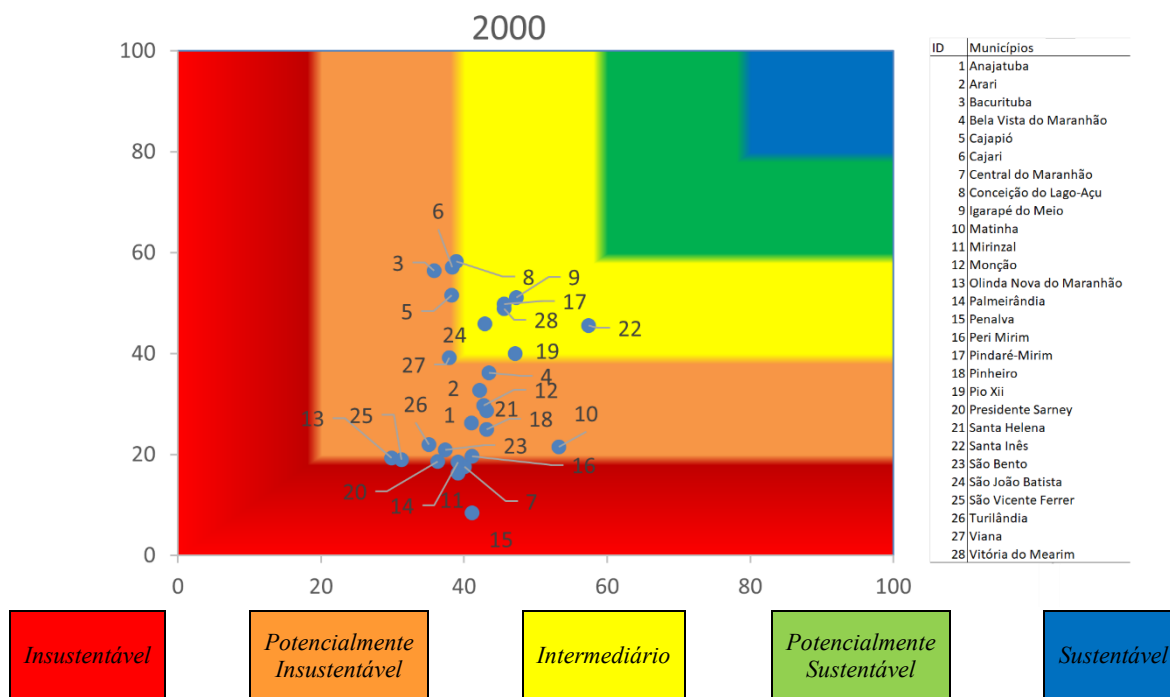 2000
100
80
60
40
20
0
0 20 40 60 80 100
6
3
8
9
5
17
28
22
24
19
27
4
2
12
26
21
13
25
1
18
10
23
16
20
14
11
7
15
ID Municípios
1 Anajatuba
2 Arari
3 Bacurituba
4 Bela Vista do Maranhão
5 Cajapió
6 Cajari
7 Central do Maranhão
8 Conceição do Lago-Açu
9 Igarapé do Meio
10 Matinha
11 Mirinzal
12 Monção
13 Olinda Nova do Maranhão
14 Palmeirândia
15 Penalva
16 Peri Mirim
17 Pindaré-Mirim
18 Pinheiro
19 Pio Xii
20 Presidente Sarney
21 Santa Helena
22 Santa Inês
23 São Bento
24 São João Batista
25 São Vicente Ferrer
26 Turilândia
27 Viana
28 Vitória do Mearim
Insustentável
Potencialmente
Insustentável
Intermediário
Potencialmente
Sustentável
Sustentável